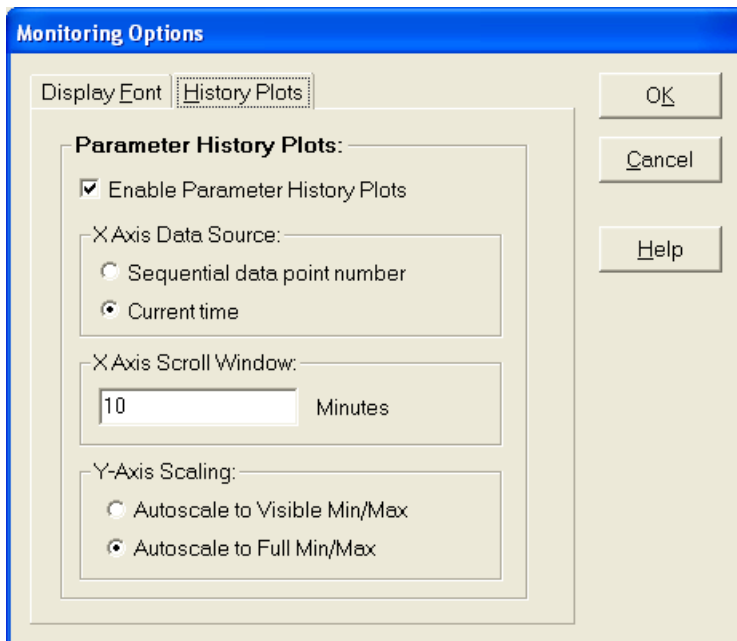 Monitoring Options
Display Font History Plots
OK
Cancel
Help
Parameter History Plots:
Enable Parameter History Plots
X Axis Data Source:
Sequential data point number
Current time
X Axis Scroll Window:
10 Minutes
Y-Axis Scaling:
Autoscale to Visible Min/Max
Autoscale to Full Min/Max